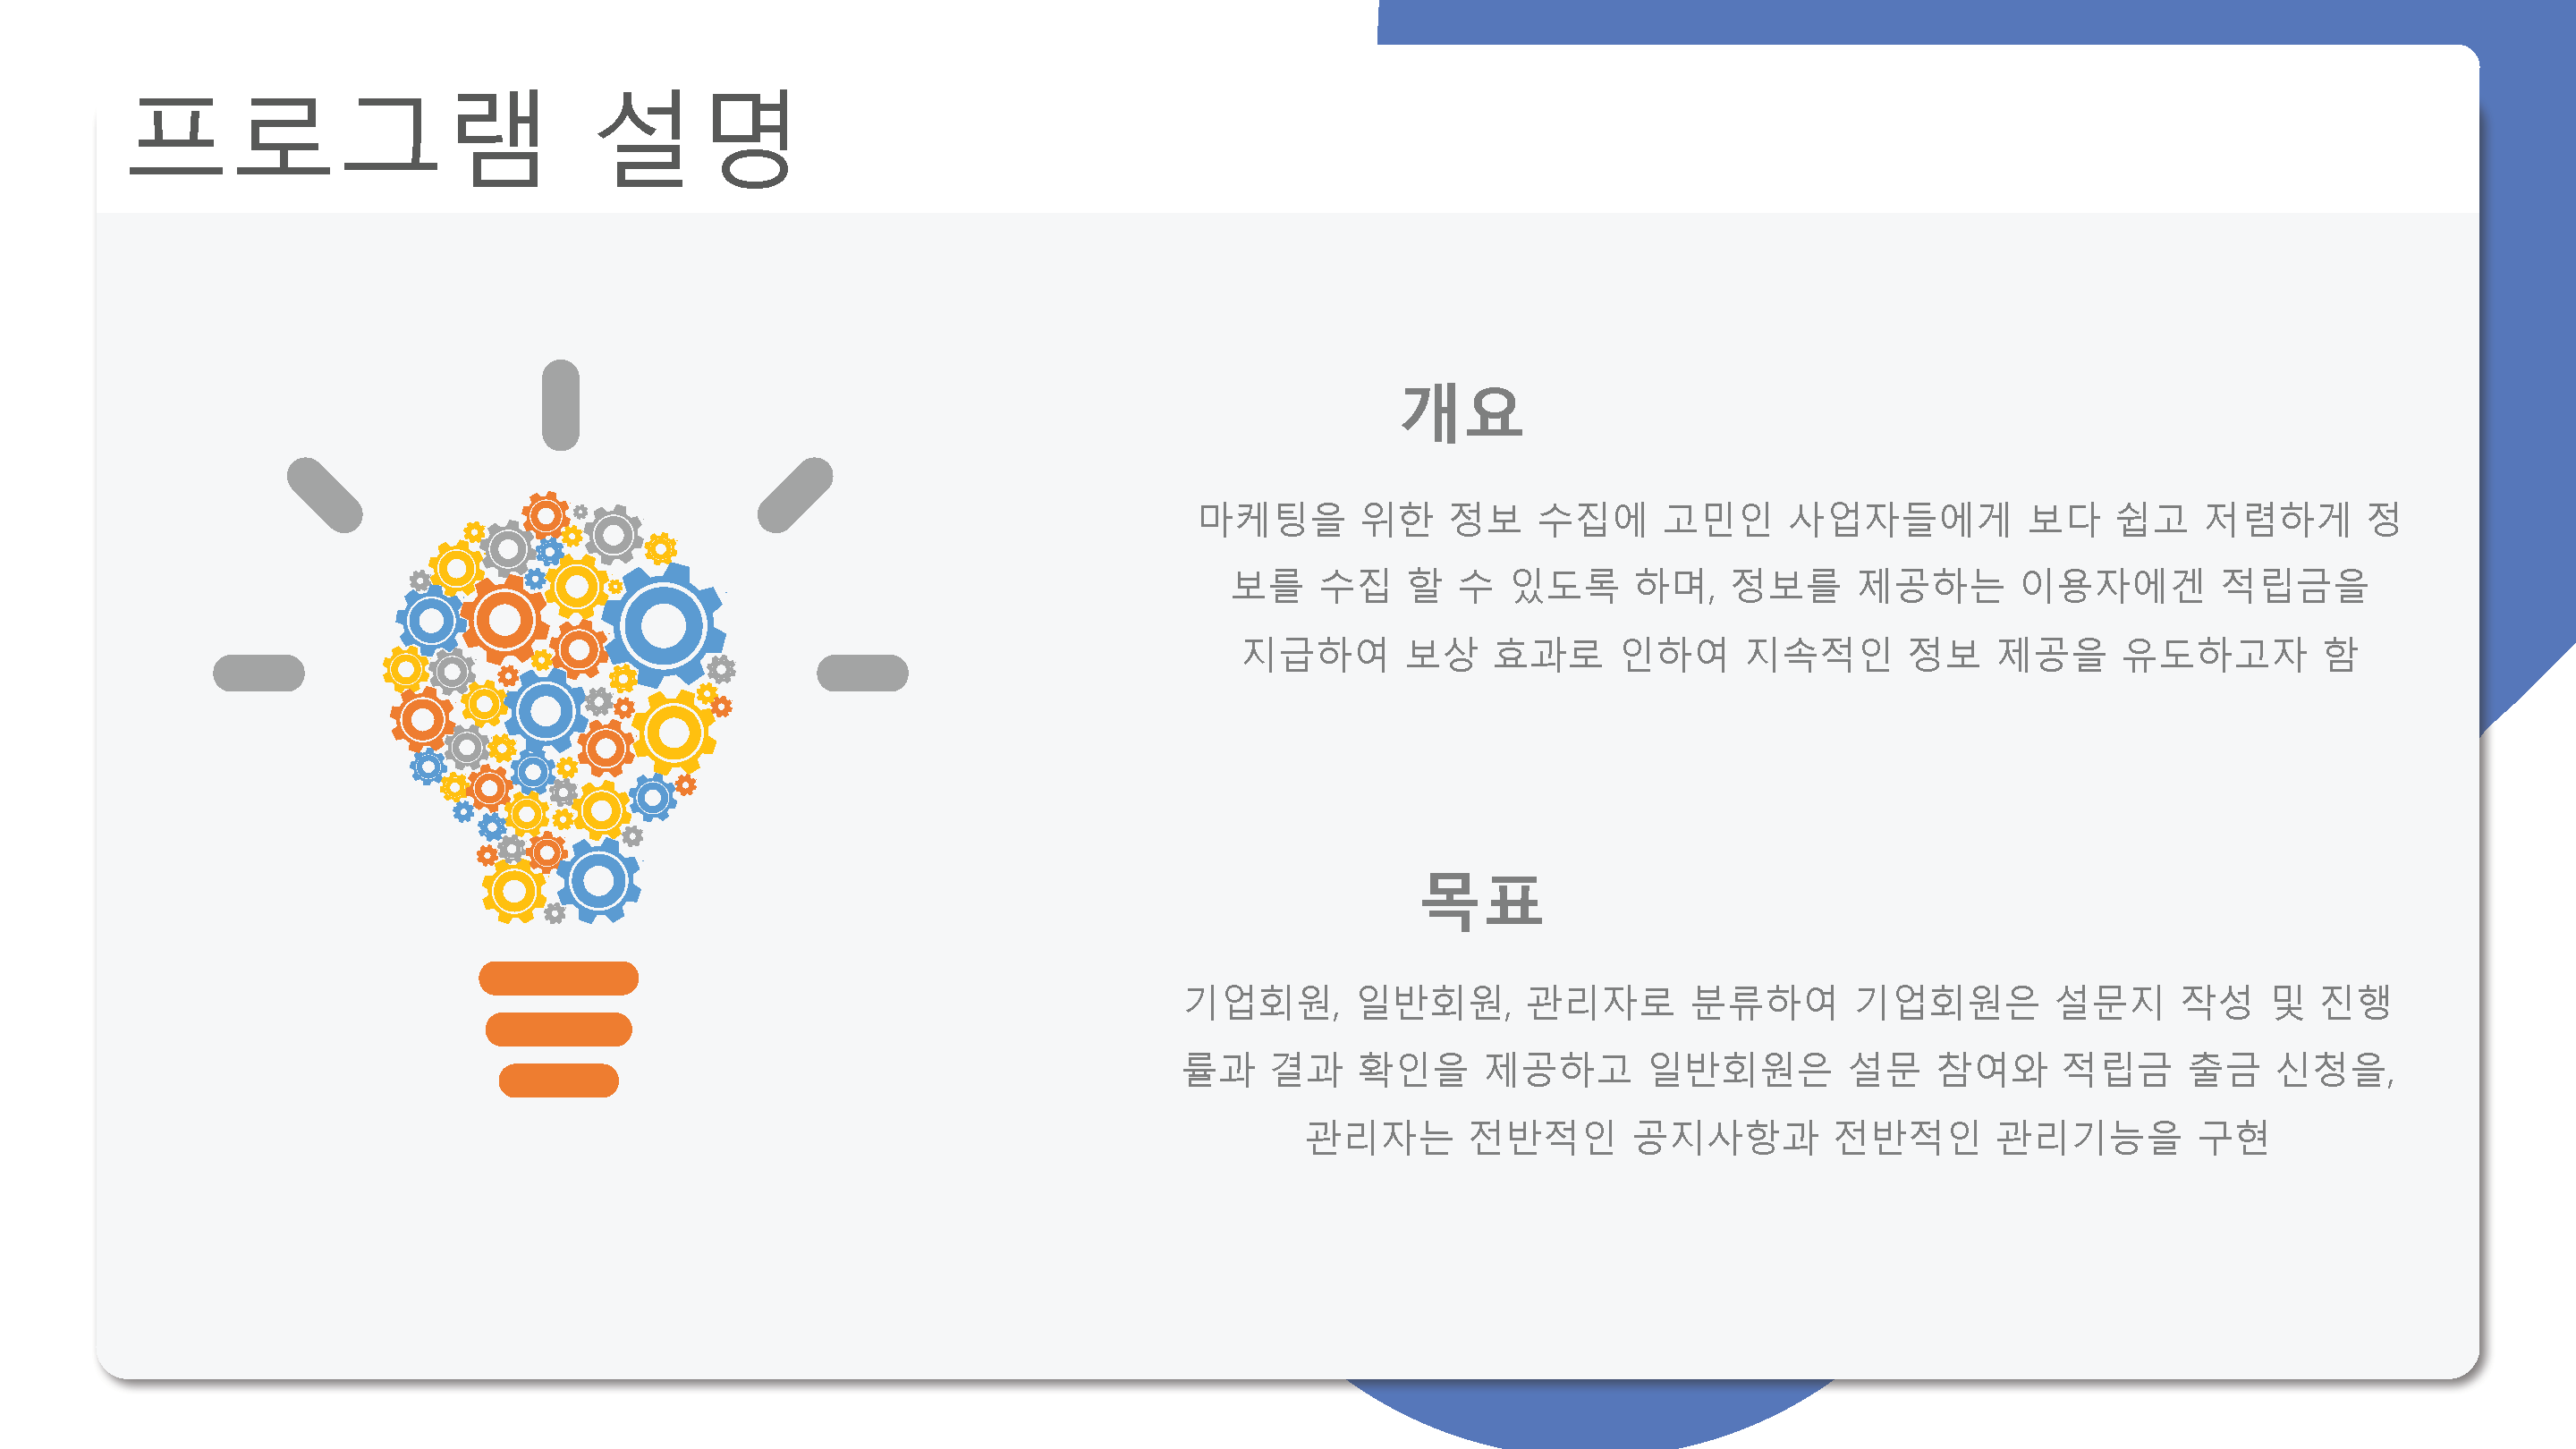 프로그램 설명
개요
마케팅을 위한 정보 수집에 고민인 사업자들에게 보다 쉽고 저렴하게 정
보를 수집 할 수 있도록 하며, 정보를 제공하는 이용자에겐 적립금을
지급하여 보상 효과로 인하여 지속적인 정보 제공을 유도하고자 함
목표
기업회원, 일반회원, 관리자로 분류하여 기업회원은 설문지 작성 및 진행
률과 결과 확인을 제공하고 일반회원은 설문 참여와 적립금 출금 신청을,
관리자는 전반적인 공지사항과 전반적인 관리기능을 구현